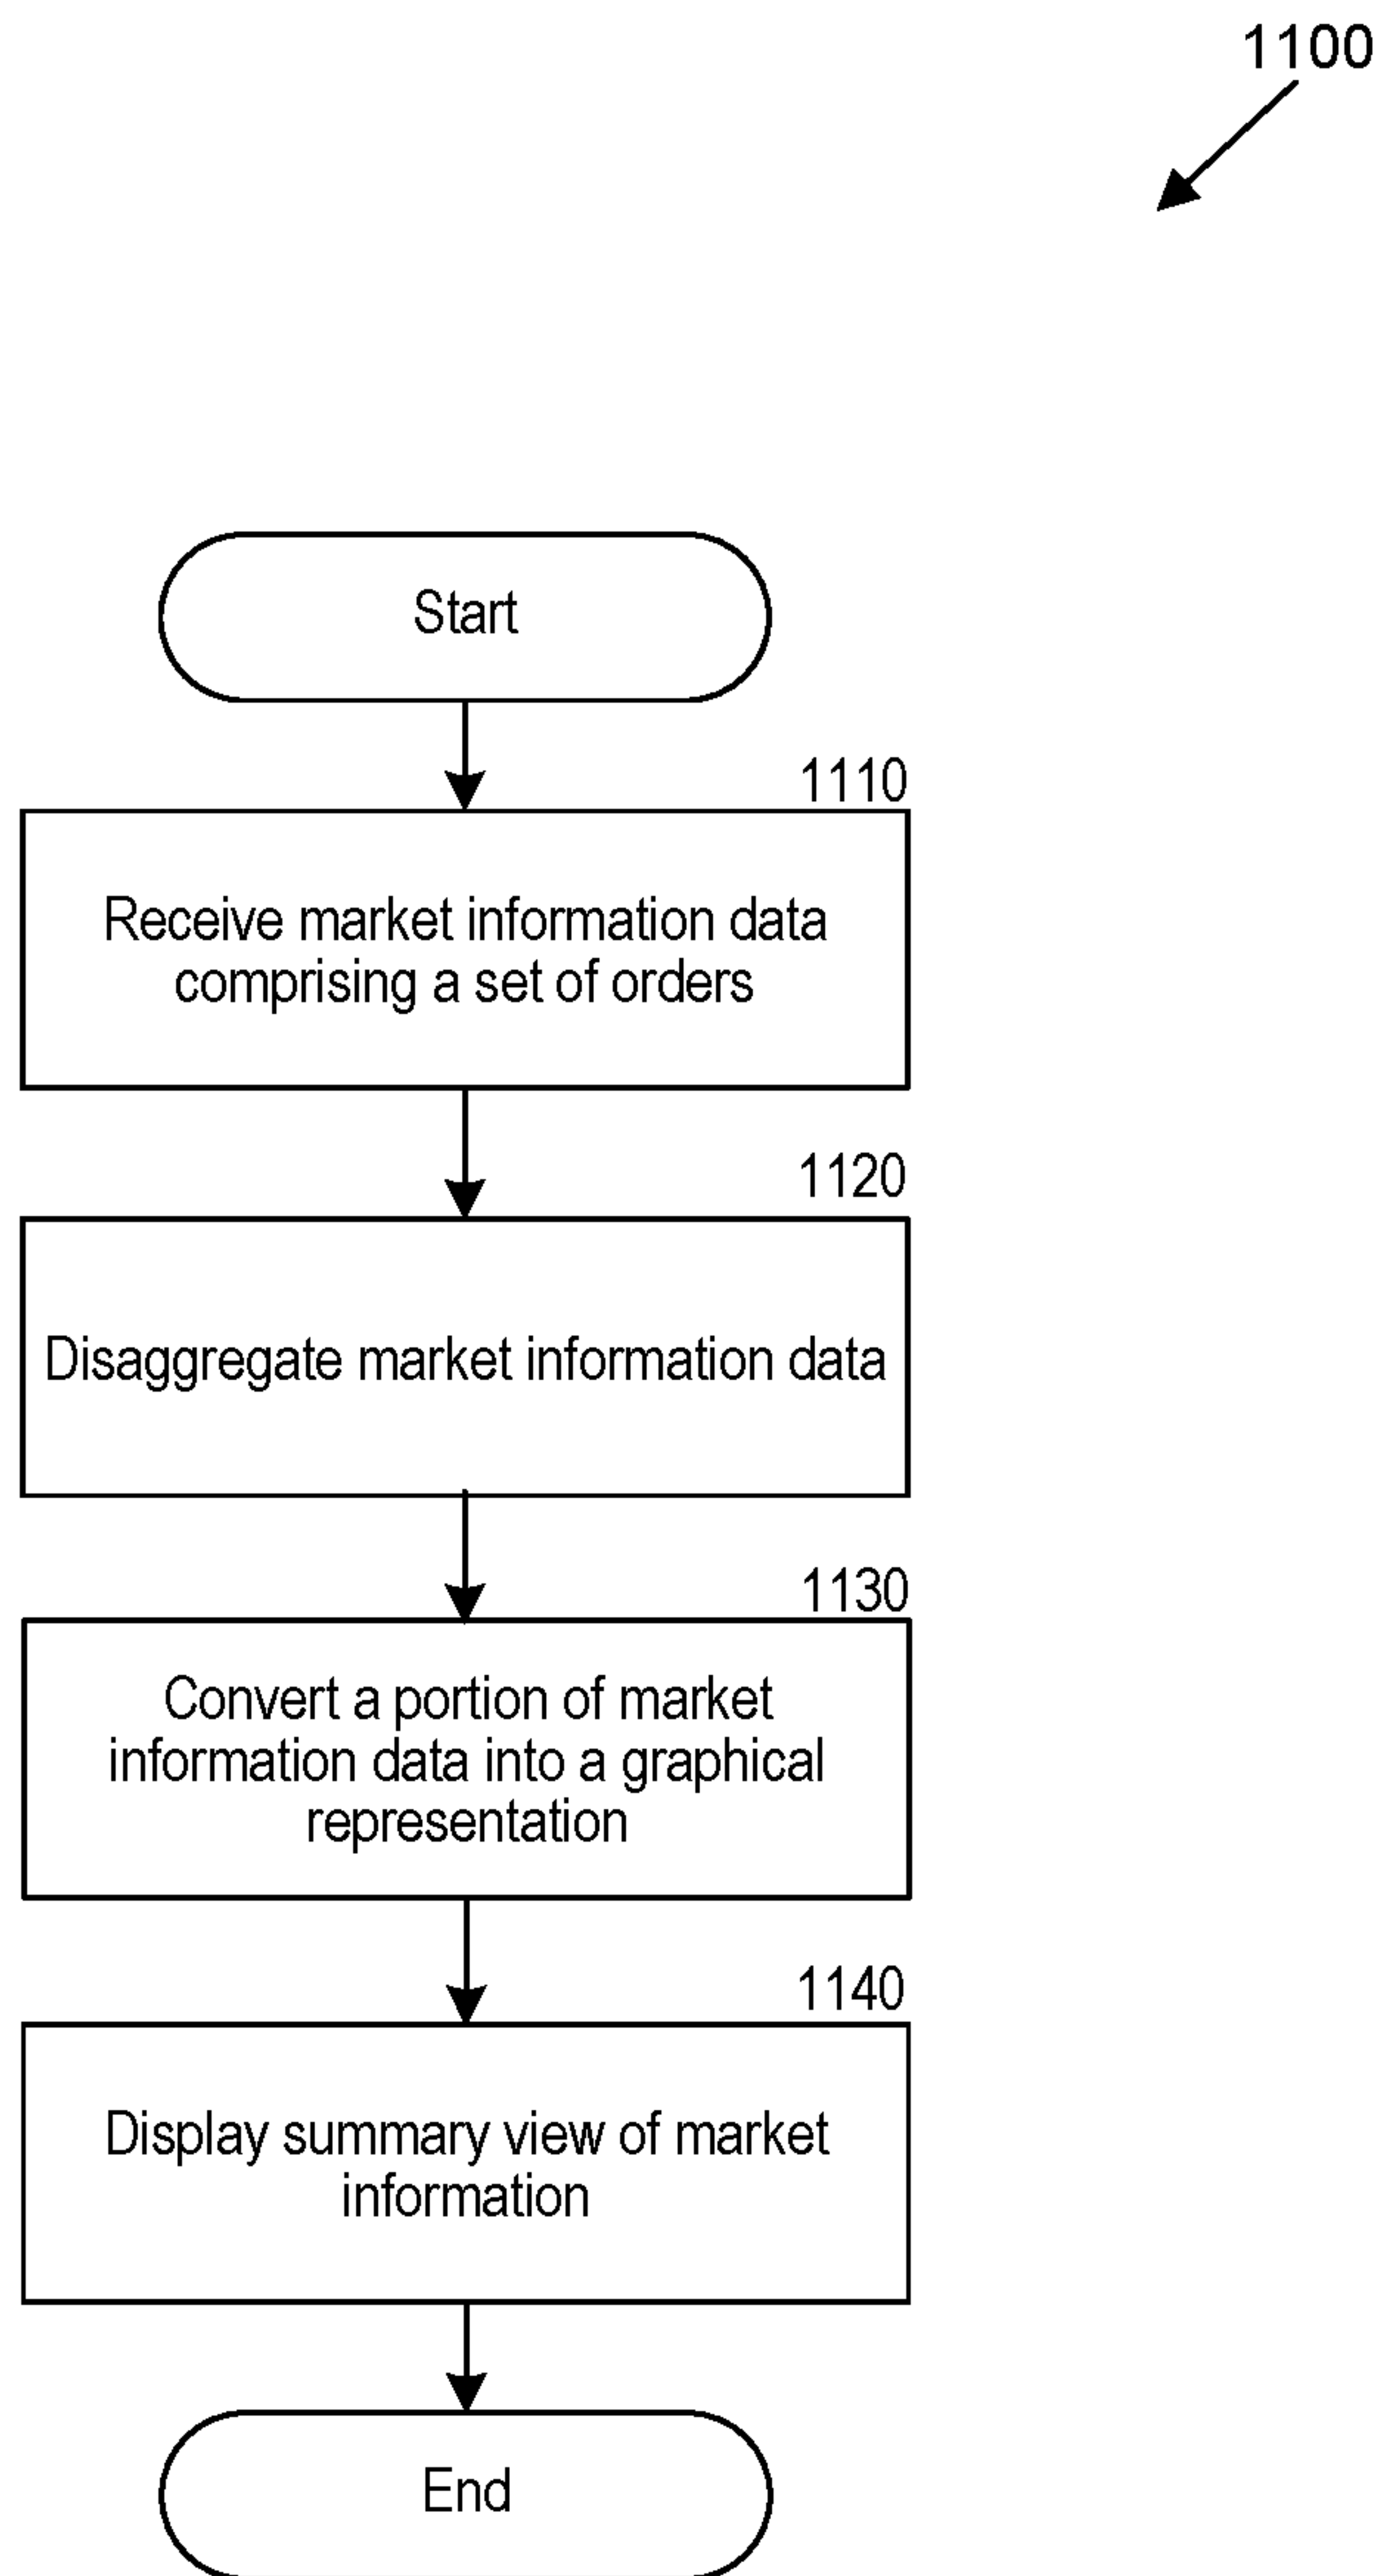 1100
Start
1110
Receive market information data
comprising a set of orders
1120
Disaggregate market information data
1130
Convert a portion of market
information data into a graphical
representation
1140
Display summary view of market
information
End